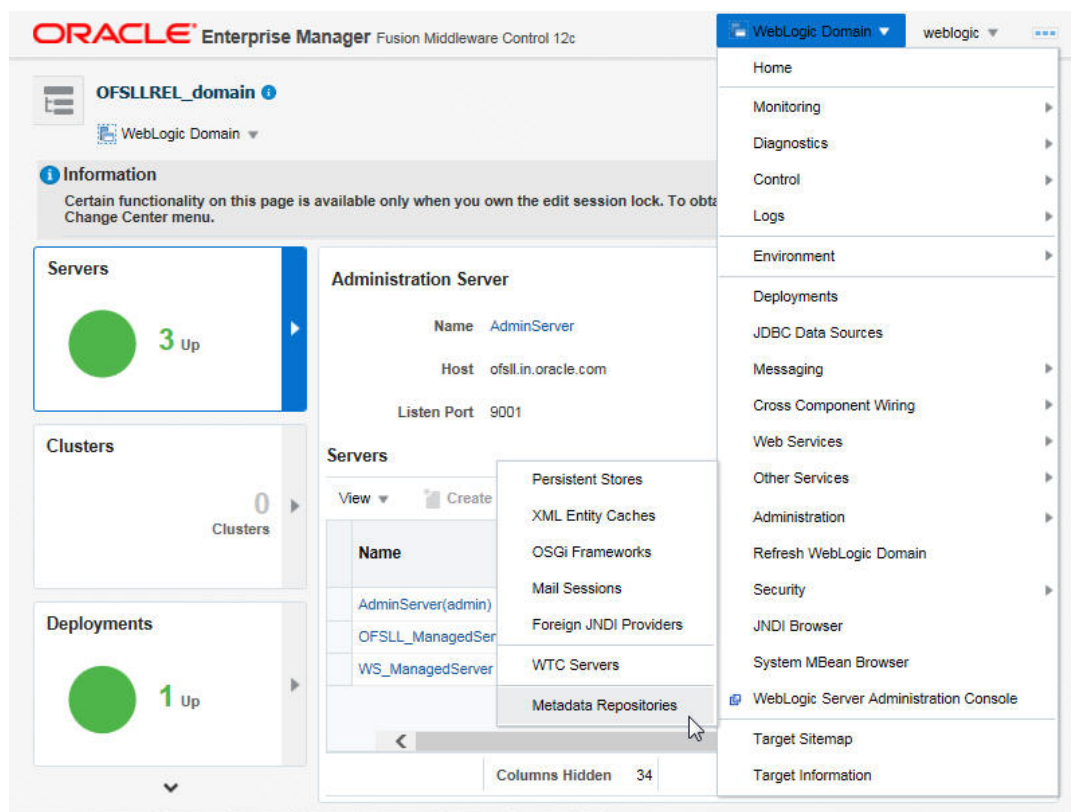 ORACLE Enterprise Manager Fusion Middleware Control 12c
WebLogic Domain
weblogic
OFSLLREL_domain
WebLogic Domain
Information
Certain functionality on this page is available only when you own the edit session lock. To obta
Change Center menu.
Servers
3 Up
Clusters
0
Clusters
Deployments
1 Up
Administration Server
Name AdminServer
Host ofsll.in.oracle.com
Listen Port 9001
Servers
View Create
Name
AdminServer(admin)
OFSLL_ManagedSer
WS_ManagedServer
Columns Hidden 34
Persistent Stores
XML Entity Caches
OSGi Frameworks
Mail Sessions
Foreign JNDI Providers
WTC Servers
Metadata Repositories
Home
Monitoring
Diagnostics
Control
Logs
Environment
Deployments
JDBC Data Sources
Messaging
Cross Component Wiring
Web Services
Other Services
Administration
Refresh WebLogic Domain
Security
JNDI Browser
System MBean Browser
WebLogic Server Administration Console
Target Sitemap
Target Information